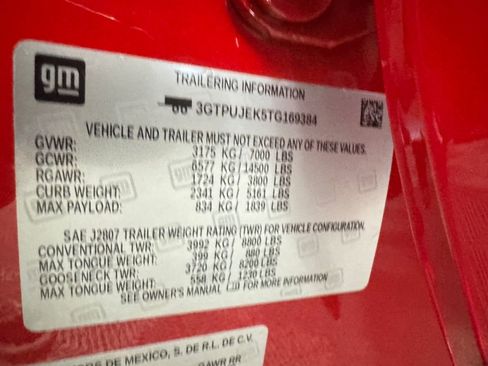 gm
TRAILERING INFORMATION
3GTPUJEK5TG169384
VEHICLE AND TRAILER MUST NOT EXCEED ANY OF THESE VALUES.
GVWR: 3175 KG/ 7000 LBS
GCWR: 6577 KG/ 14500 LBS
RGAWR: 1724 KG/ 3800 LBS
CURB WEIGHT: 2341 KG/ 5161 LBS
MAX PAYLOAD: 834 KG/ 1839 LBS
SAE J2807 TRAILER WEIGHT RATING (TWR) FOR VEHICLE CONFIGURATION.
CONVENTIONAL TWR: 3992 KG/ 8800 LBS
MAX TONGUE WEIGHT: 399 KG/ 880 LBS
GOOSENECK TWR: 3720 KG/ 8200 LBS
MAX TONGUE WEIGHT: 558 KG/ 1230 LBS
SEE OWNER'S MANUAL FOR MORE INFORMATION
DE MEXICO, S. DE R.L. DE C.V.
GAWR RR